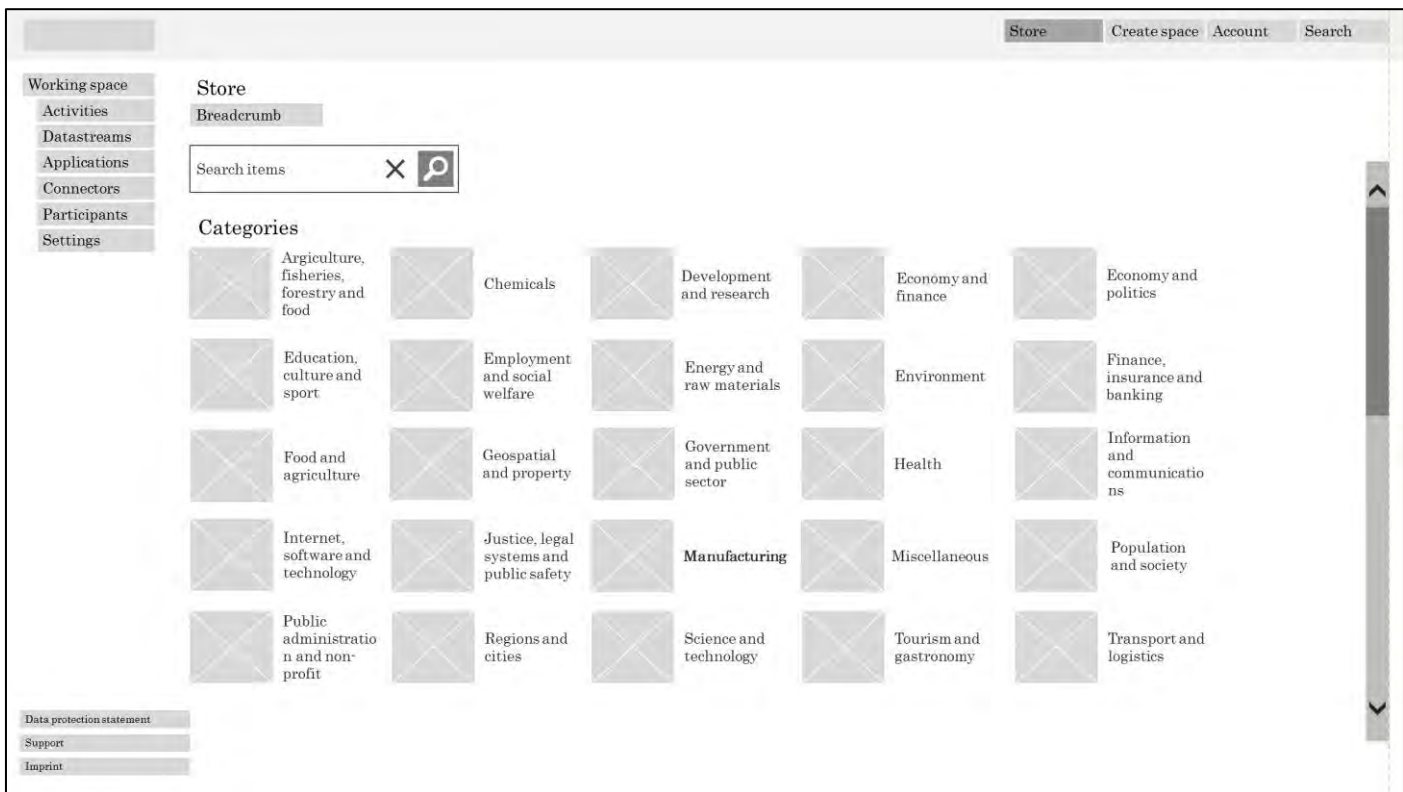 Store
Create space
Account
Search
Working space
Activities
Datastreams
Applications
Connectors
Participants
Settings
Store
Breadcrumb
Search items
Categories
Argiculture,
fisheries,
forestry and
food
Chemicals
Development
and research
Economy and
finance
Economy and
politics
Education,
culture and
sport
Employment
and social
welfare
Energy and
raw materials
Environment
Finance,
insurance and
banking
Food and
agriculture
Geospatial
and property
Government
and public
sector
Health
Information
and
communicatio
ns
Internet,
software and
technology
Justice, legal
systems and
public safety
Manufacturing
Miscellaneous
Population
and society
Public
administratio
n and non-
profit
Regions and
cities
Science and
technology
Tourism and
gastronomy
Transport and
logistics
Data protection statement
Support
Imprint